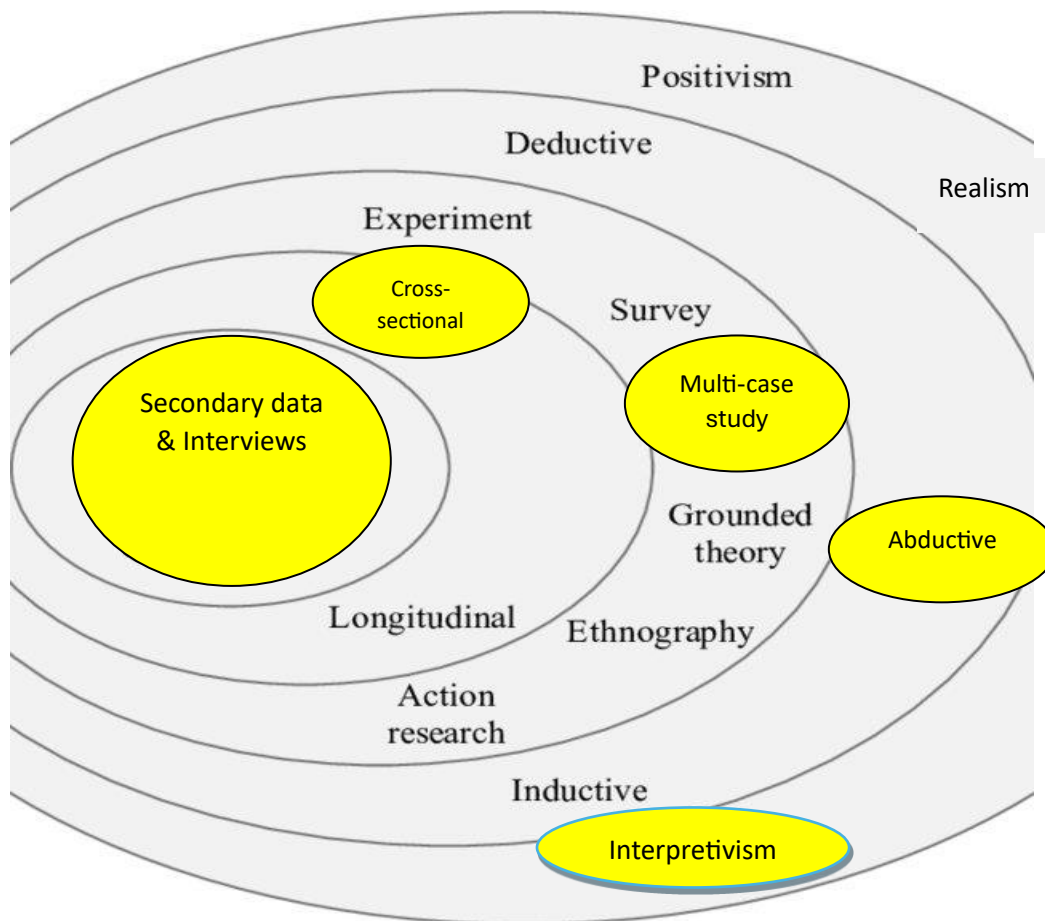 Positivism
Deductive
Realism
Experiment
Cross-
sectional
Survey
Multi-case
study
Secondary data
& Interviews
Grounded
theory
Abductive
Longitudinal
Ethnography
Action
research
Inductive
Interpretivism